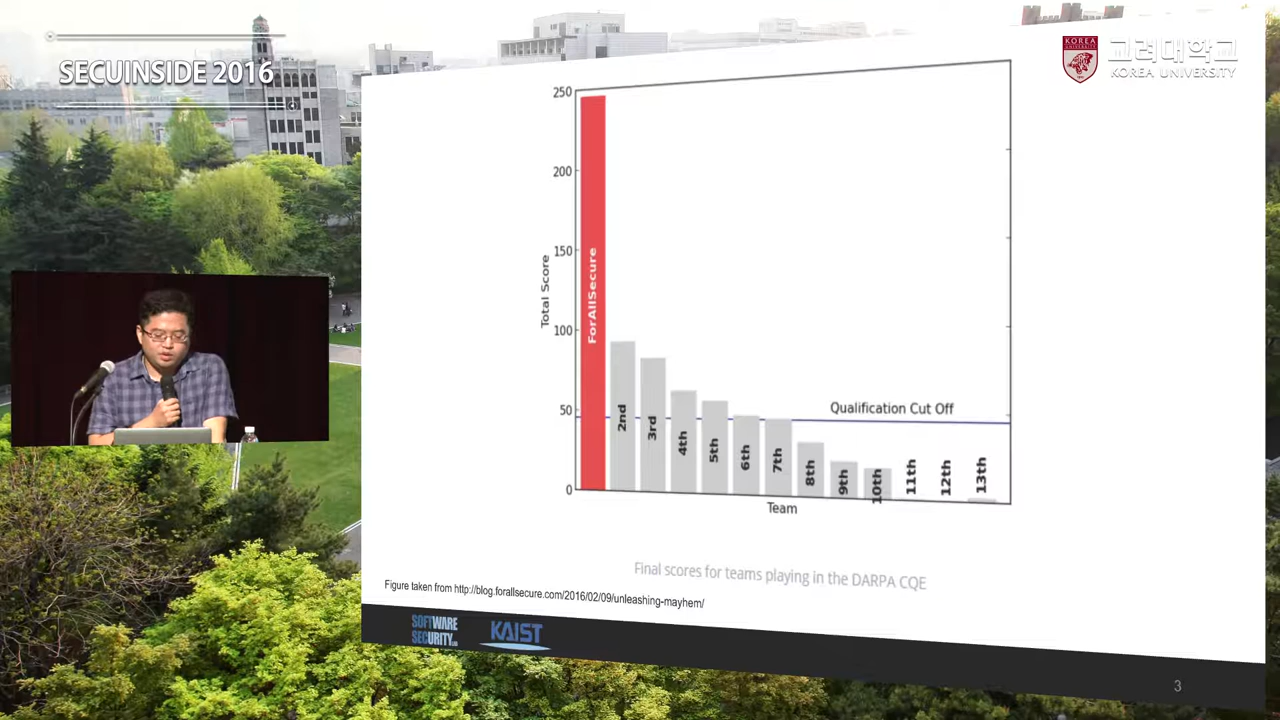 SECUINSIDE 2016
고려대학교
KOREA
UNIVERSITY
KOREA UNIVERSITY
250
200
150
100
50
0
Total Score
ForAllSecure
2nd
3rd
4th
5th
6th
7th
8th
9th
10th
11th
12th
13th
Qualification Cut Off
Team
Final scores for teams playing in the DARPA CQE
Figure taken from http://blog.forallsecure.com/2016/02/09/unleashing-mayhem/
SOFTWARE
SECURITY LAB
KAIST
3